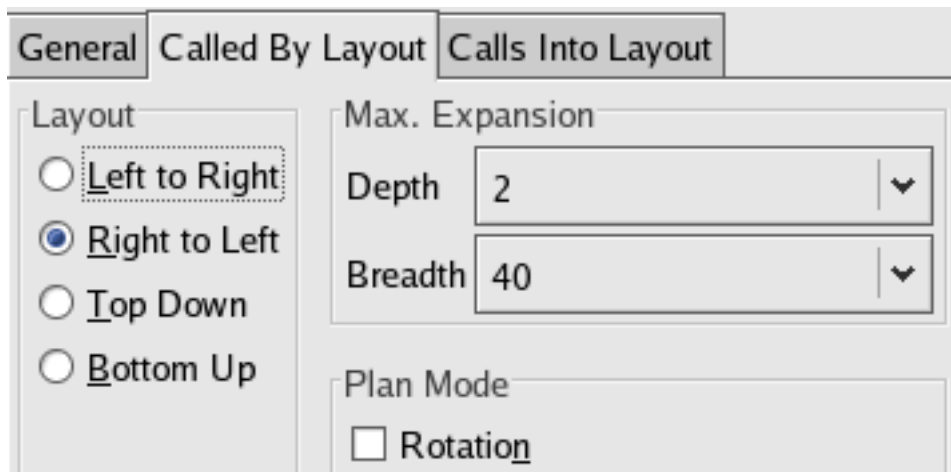 General Called By Layout Calls Into Layout
Layout
Left to Right
Right to Left
Top Down
Bottom Up
Max. Expansion
Depth 2
Breadth 40
Plan Mode
Rotation